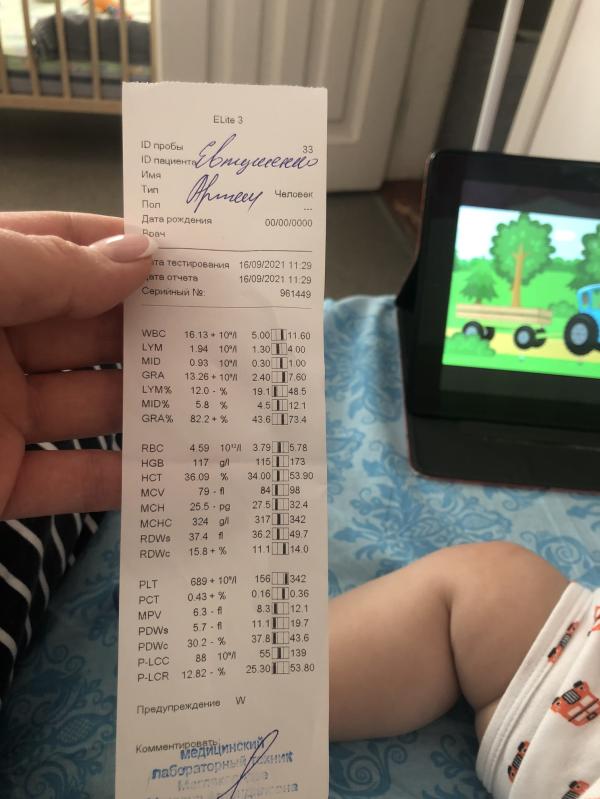 ELite 3
ID пробы 33
ID пациента Евтушенко
Имя
Тип Артем Человек
Пол ---
Дата рождения 00/00/0000
Врач
ата тестирования 16/09/2021 11:29
ата отчета 16/09/2021 11:29
Серийный №: 961449
WBC 16.13 + 10⁹/l 5.00 11.60
LYM 1.94 10⁹/l 1.30 4.00
MID 0.93 10⁹/l 0.30 1.00
GRA 13.26 + 10⁹/l 2.40 7.60
LYM% 12.0 - % 19.1 48.5
MID% 5.8 % 4.5 12.1
GRA% 82.2 + % 43.6 73.4
RBC 4.59 10¹²/l 3.79 5.78
HGB 117 g/l 115 173
HCT 36.09 % 34.00 53.90
MCV 79 - fl 84 98
MCH 25.5 - pg 27.5 32.4
MCHC 324 g/l 317 342
RDWs 37.4 fl 36.2 49.7
RDWc 15.8 + % 11.1 14.0
PLT 689 + 10⁹/l 156 342
PCT 0.43 + % 0.16 0.36
MPV 6.3 - fl 8.3 12.1
PDWs 5.7 - fl 11.1 19.7
PDWc 30.2 - % 37.8 43.6
P-LCC 88 10⁹/l 55 139
P-LCR 12.82 - % 25.30 53.80
Предупреждение W
Комментировать:
медицинский
лабораторный техник